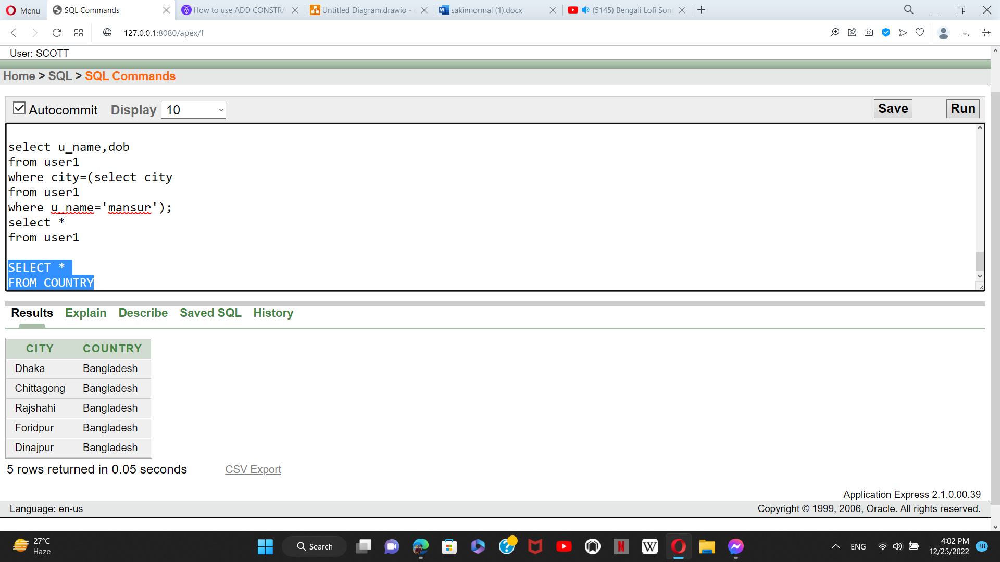 Menu
SQL Commands
How to use ADD CONSTRA
Untitled Diagram.drawio -
sakinnormal (1).docx
(5145) Bengali Lofi Son
127.0.0.1:8080/apex/f
User: SCOTT
Home > SQL > SQL Commands
Autocommit Display 10
Save
Run
select u_name,dob
from user1
where city=(select city
from user1
where u_name='mansur');
select *
from user1
SELECT *
FROM COUNTRY
Results Explain Describe Saved SQL History
CITY COUNTRY
Dhaka Bangladesh
Chittagong Bangladesh
Rajshahi Bangladesh
Foridpur Bangladesh
Dinajpur Bangladesh
5 rows returned in 0.05 seconds
CSV Export
Application Express 2.1.0.00.39
Language: en-us
Copyright © 1999, 2006, Oracle. All rights reserved.
27°C
Haze
Search
ENG
4:02 PM
12/25/2022
38